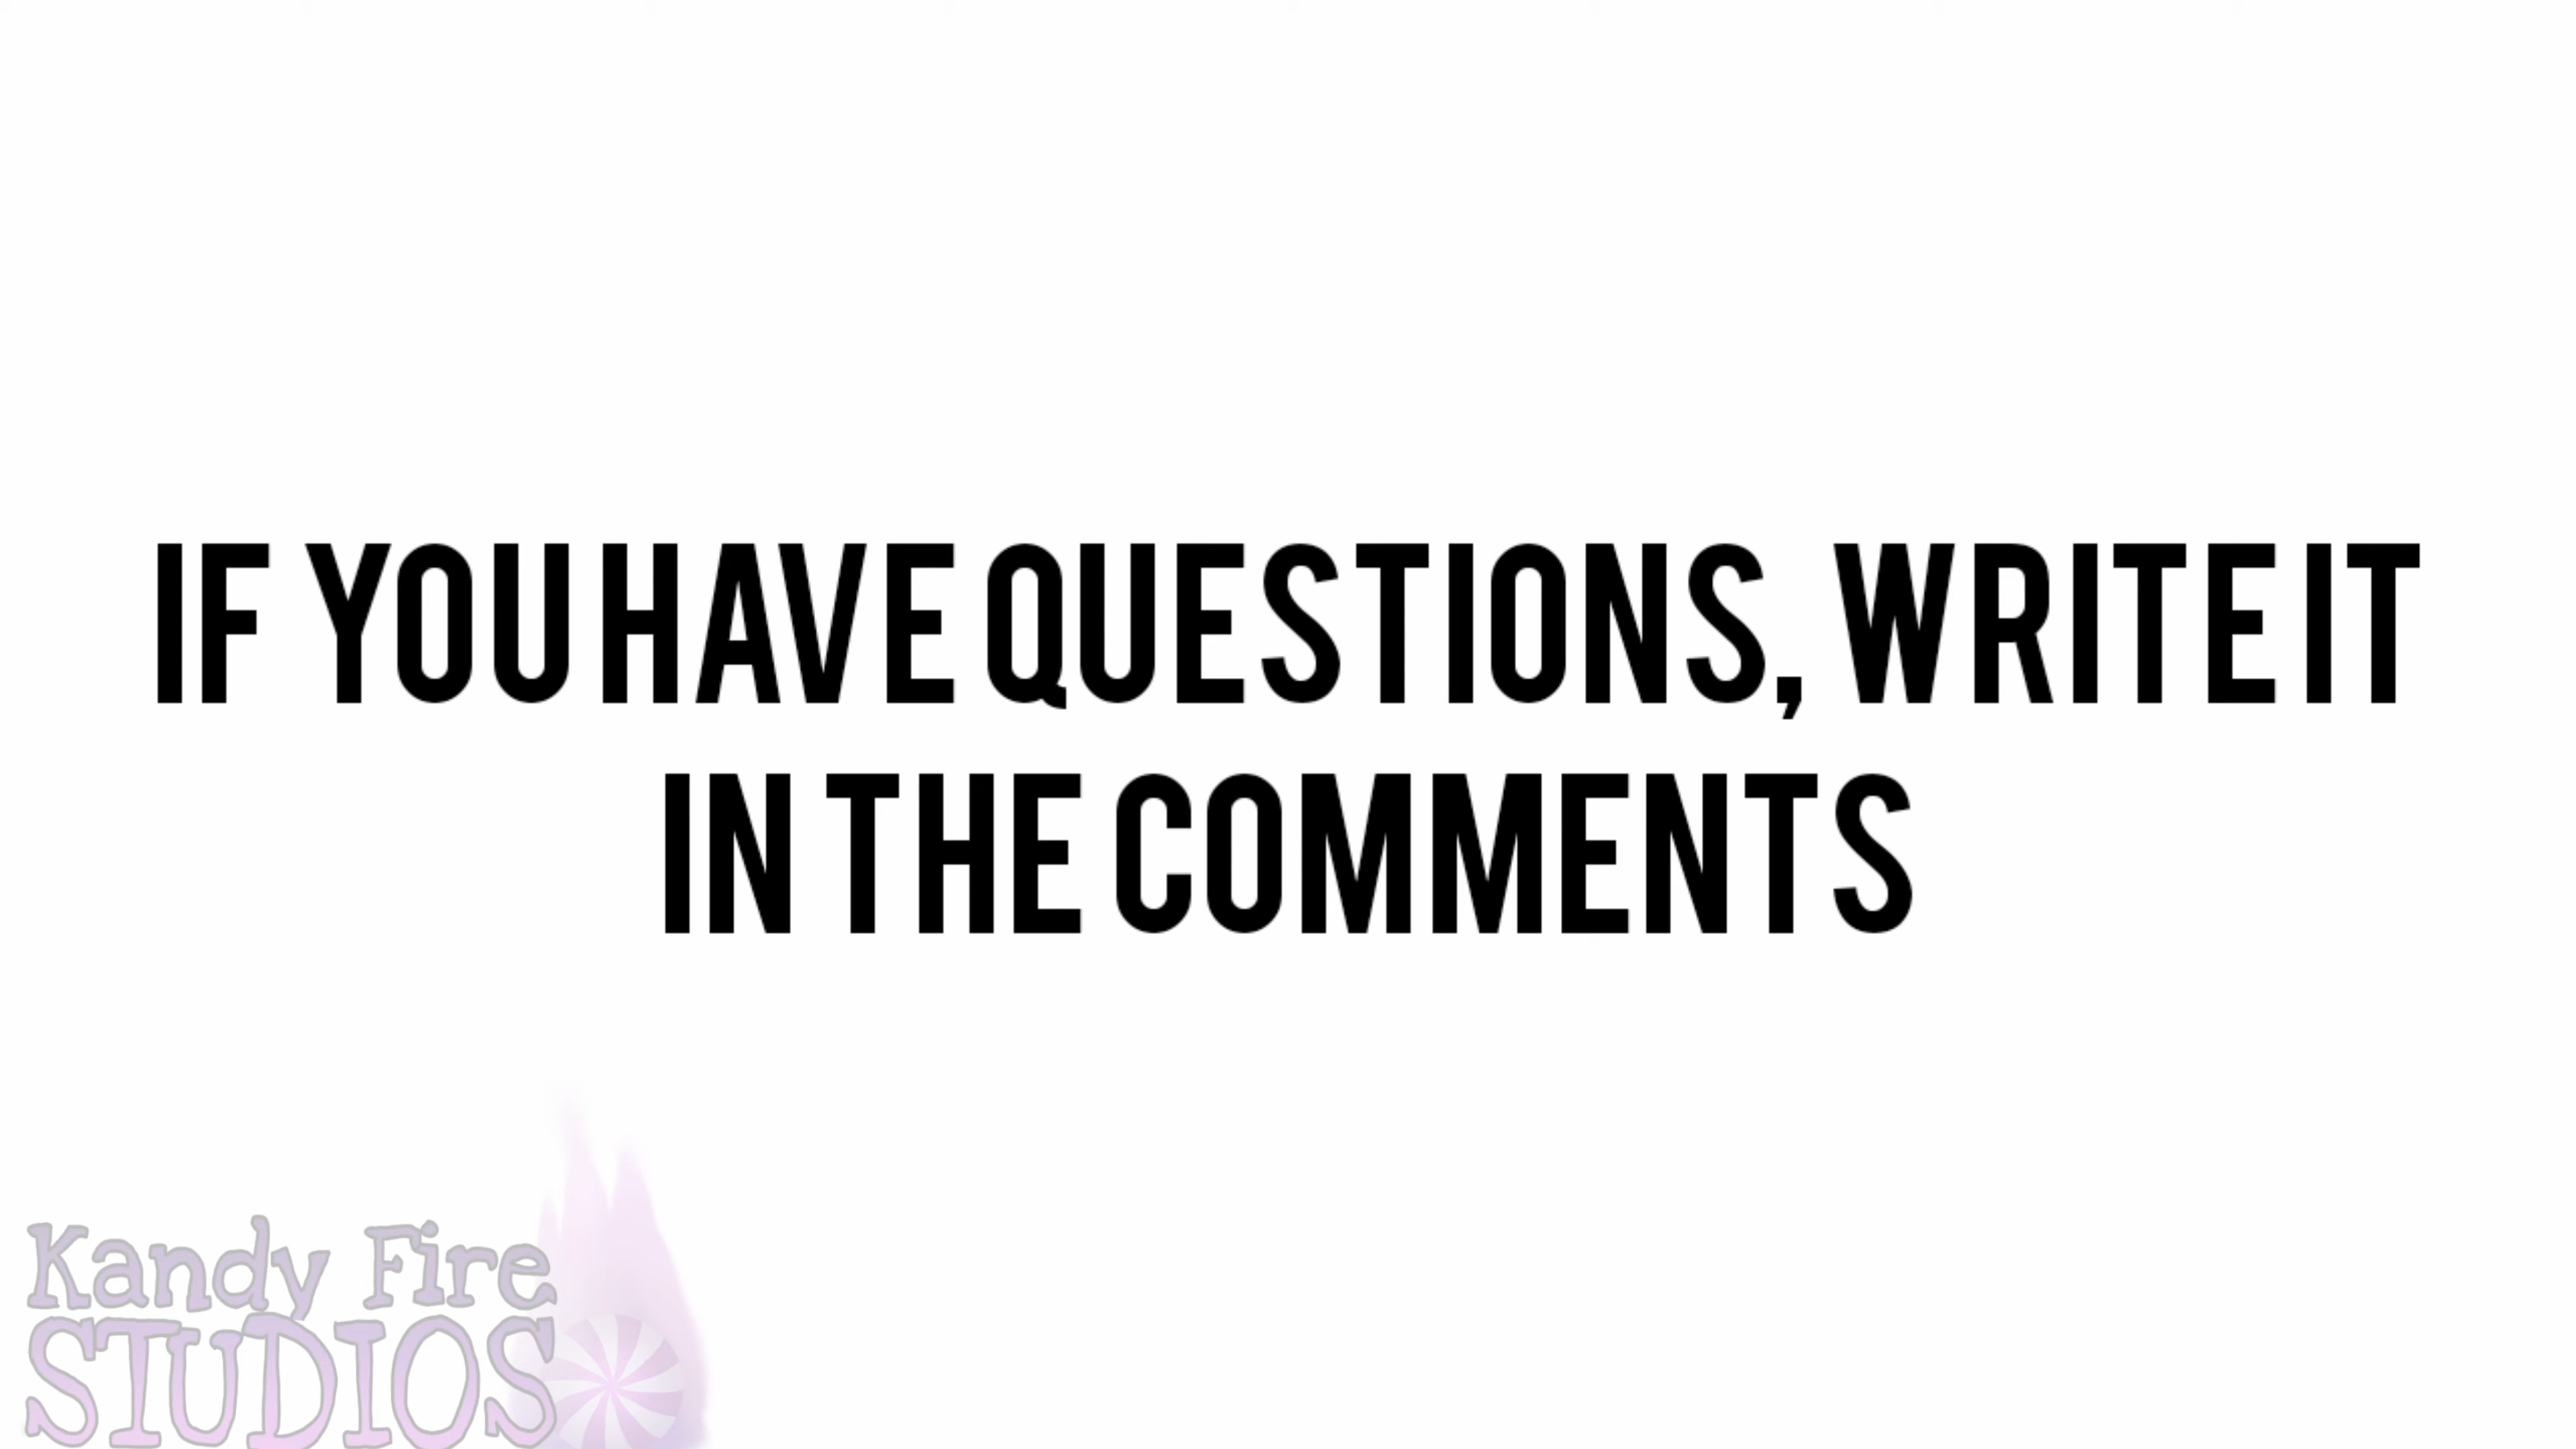 IF YOU HAVE QUESTIONS, WRITE IT
IN THE COMMENTS
Kandy Fire
STUDIOS